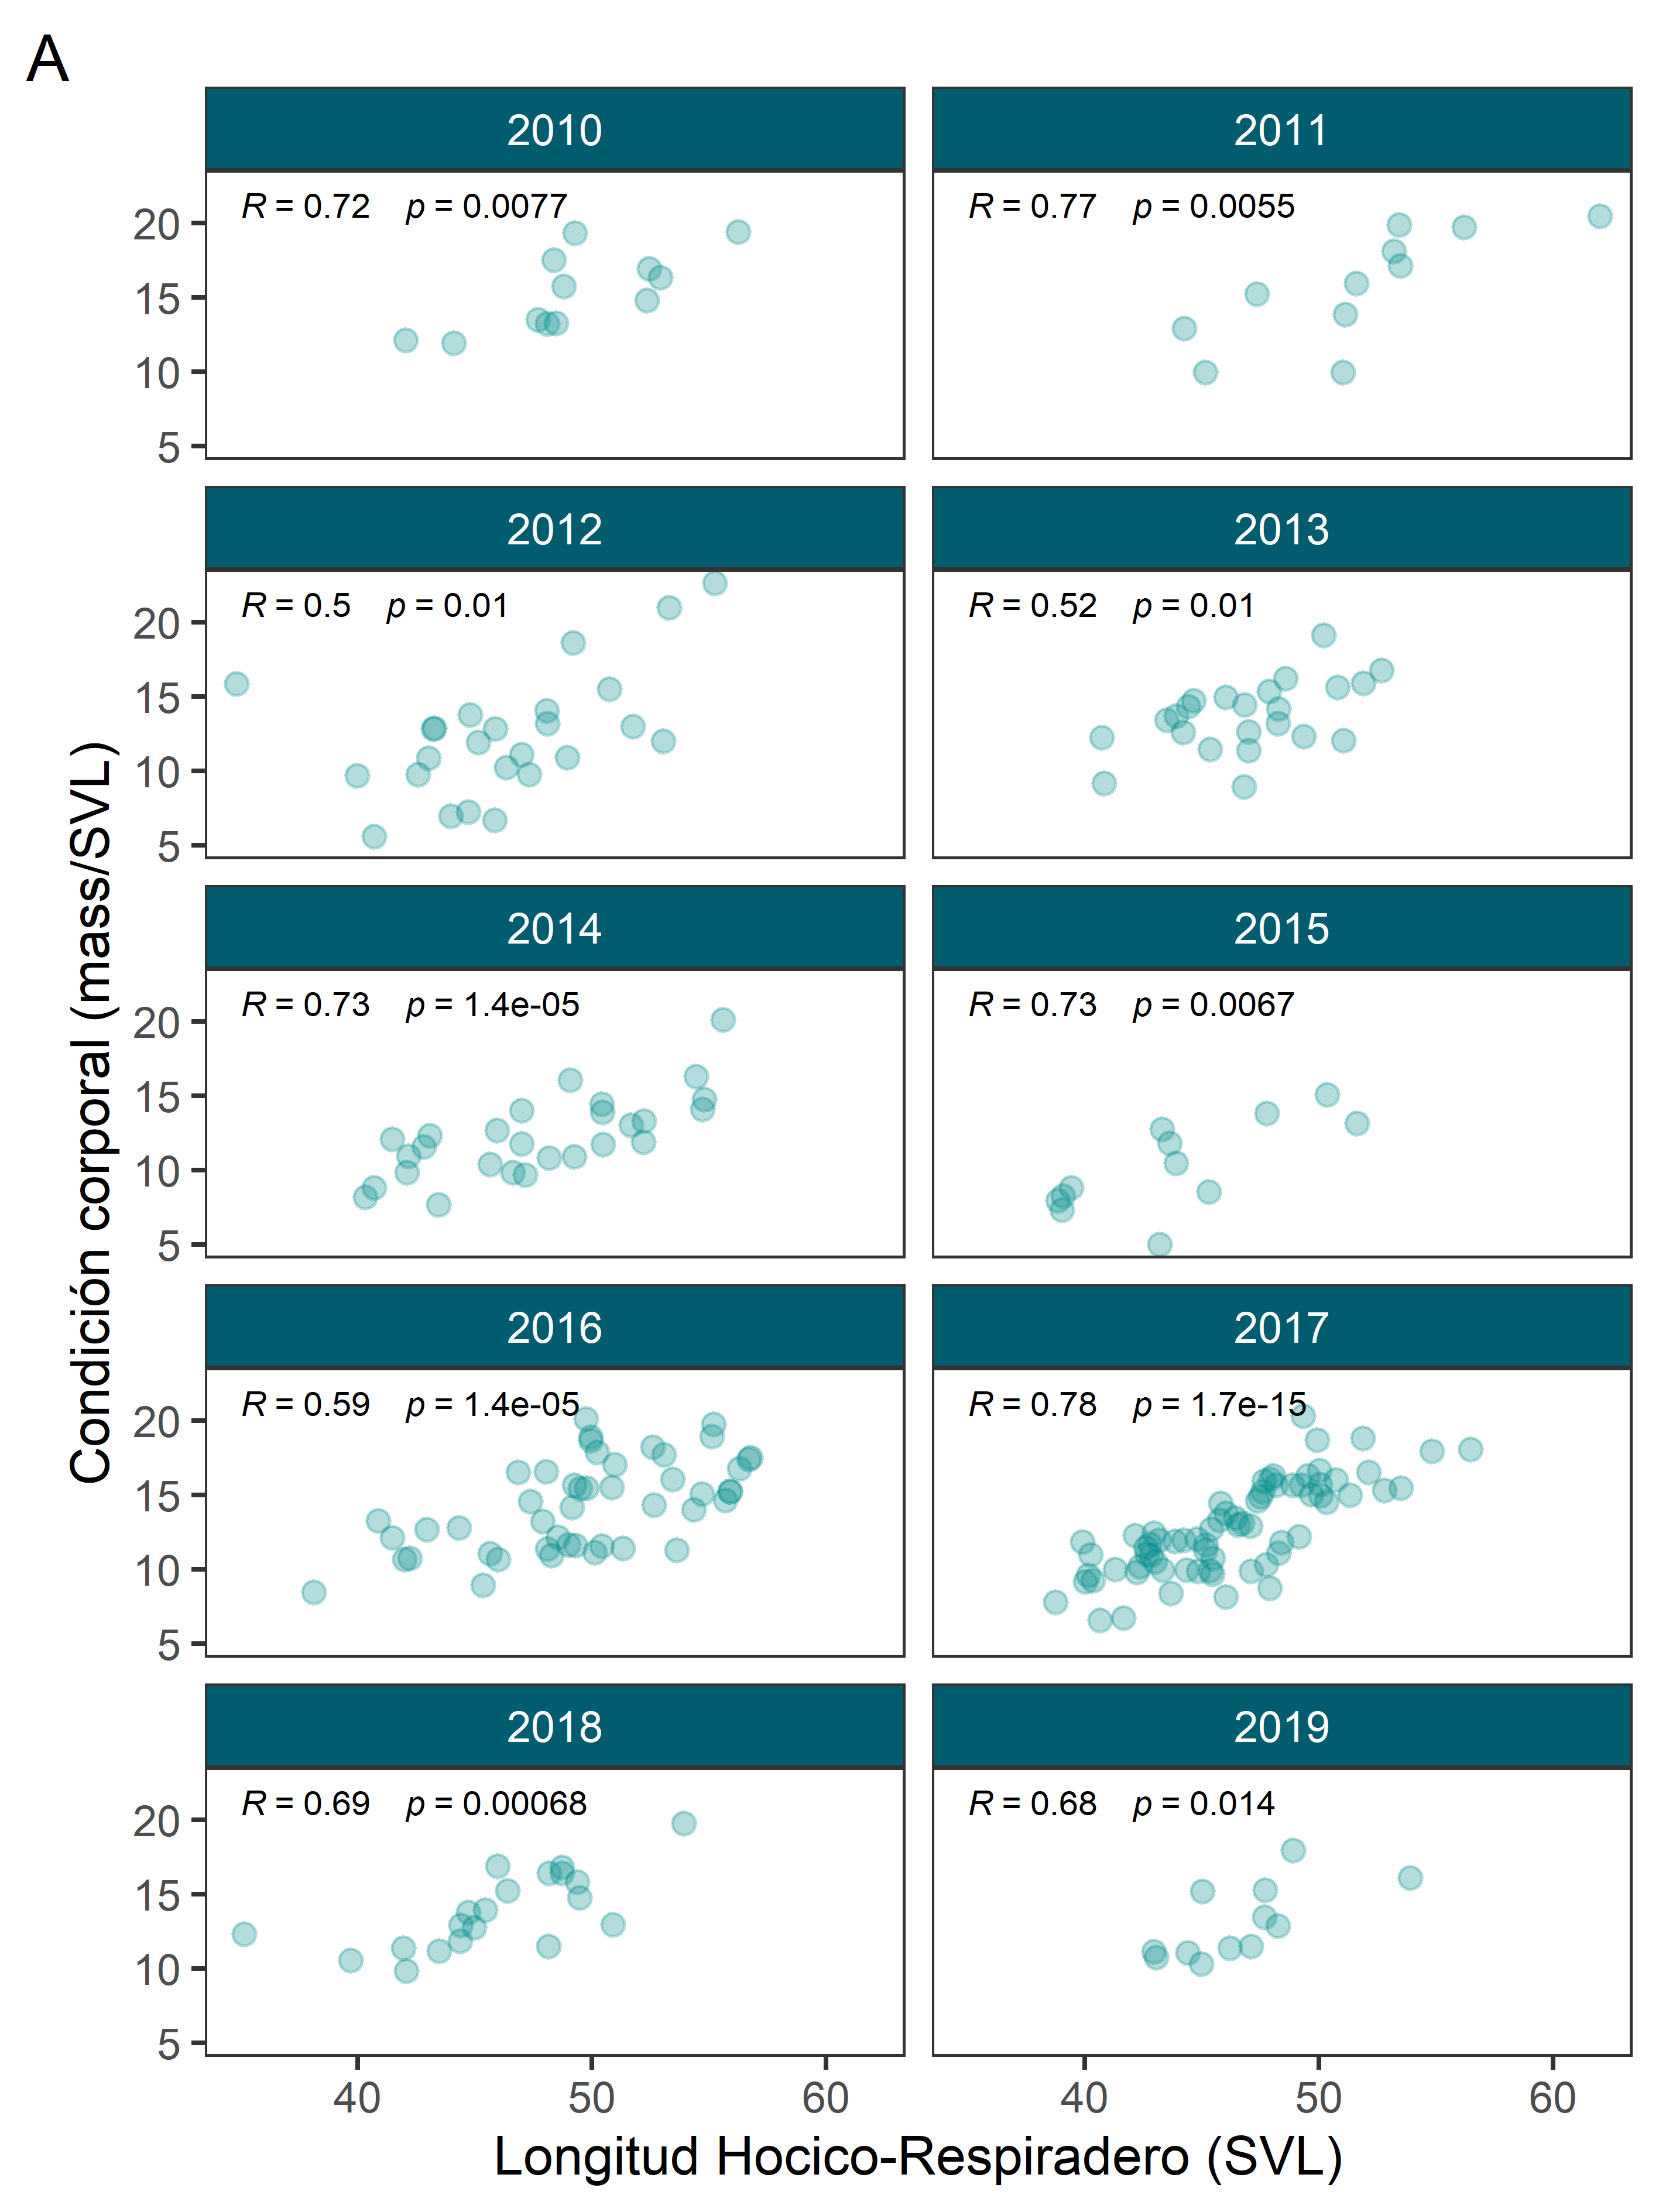 A
2010
2011
R = 0.72 p = 0.0077
R = 0.77 p = 0.0055
20
15
10
5
2012
2013
R = 0.5 p = 0.01
R = 0.52 p = 0.01
20
15
10
5
2014
2015
R = 0.73 p = 1.4e-05
R = 0.73 p = 0.0067
20
15
10
5
2016
2017
R = 0.59 p = 1.4e-05
R = 0.78 p = 1.7e-15
20
15
10
5
2018
2019
R = 0.69 p = 0.00068
R = 0.68 p = 0.014
20
15
10
5
40 50 60
40 50 60
Condición corporal (mass/SVL)
Longitud Hocico-Respiradero (SVL)